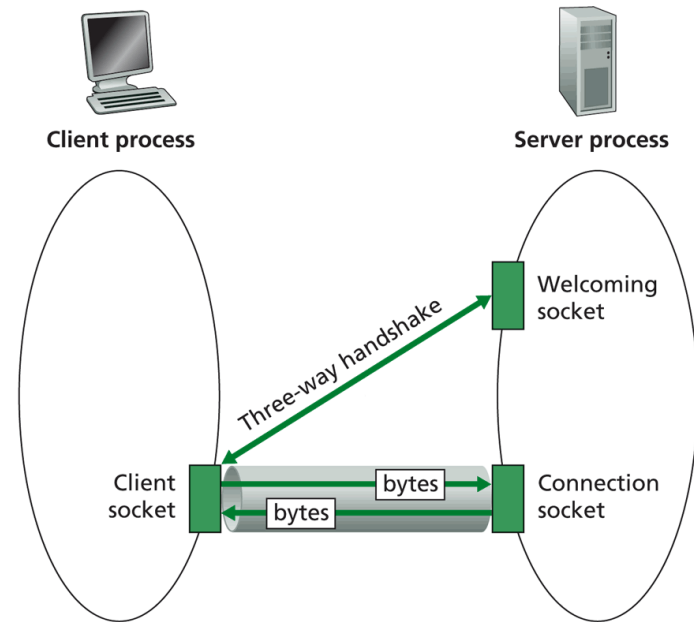 Client process
Server process
Welcoming
socket
Three-way handshake
Client
socket
bytes
bytes
Connection
socket